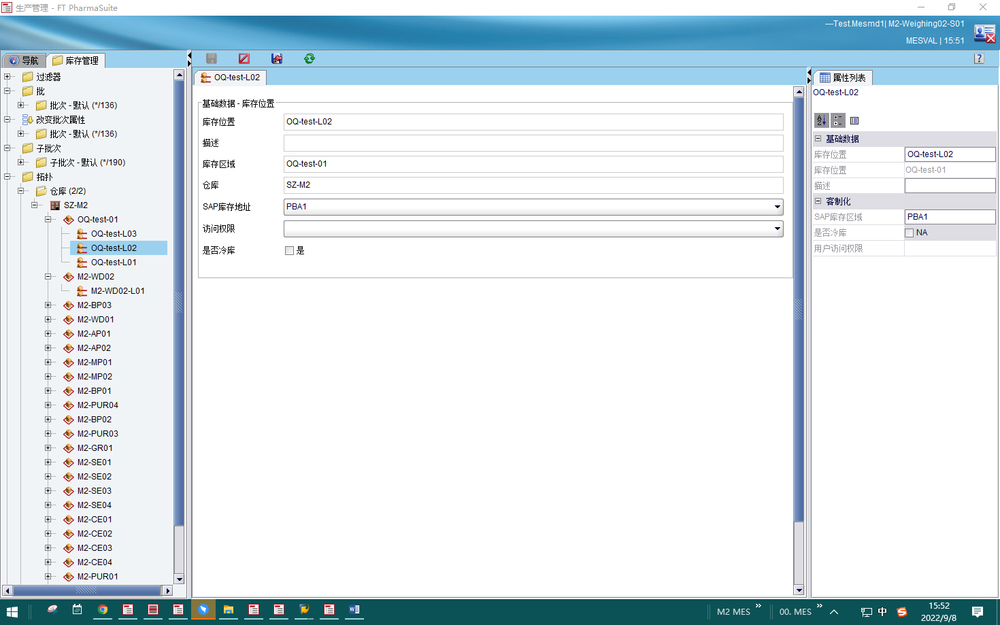 生产管理 - FT PharmaSuite
---Test.Mesmd1| M2-Weighing02-S01
MESVAL | 15:51
导航
库存管理
过滤器
批
批次 - 默认 (*/136)
改变批次属性
批次 - 默认 (*/136)
子批次
子批次 - 默认 (*/190)
拓扑
仓库 (2/2)
SZ-M2
OQ-test-01
OQ-test-L03
OQ-test-L02
OQ-test-L01
M2-WD02
M2-WD02-L01
M2-BP03
M2-WD01
M2-AP01
M2-AP02
M2-MP01
M2-MP02
M2-BP01
M2-PUR04
M2-BP02
M2-PUR03
M2-GR01
M2-SE01
M2-SE02
M2-SE03
M2-SE04
M2-CE01
M2-CE02
M2-CE03
M2-CE04
M2-PUR01
OQ-test-L02
基础数据 - 库存位置
库存位置 OQ-test-L02
描述
库存区域 OQ-test-01
仓库 SZ-M2
SAP库存地址 PBA1
访问权限
是否冷库 是
属性列表
OQ-test-L02
基础数据
库存位置 OQ-test-L02
库存位置 OQ-test-01
描述
客制化
SAP库存区域 PBA1
是否冷库 NA
用户访问权限
M2 MES
00. MES
中
15:52
2022/9/8